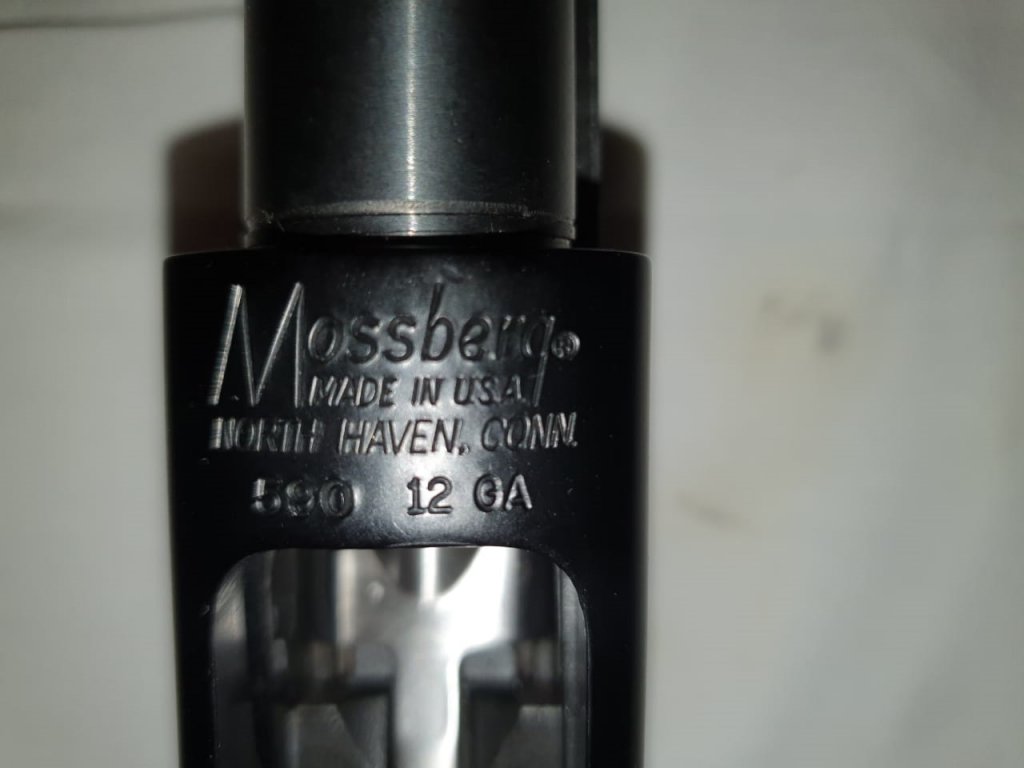 Mossberg®
MADE IN U.S.A.
NORTH HAVEN, CONN.
590 12 GA